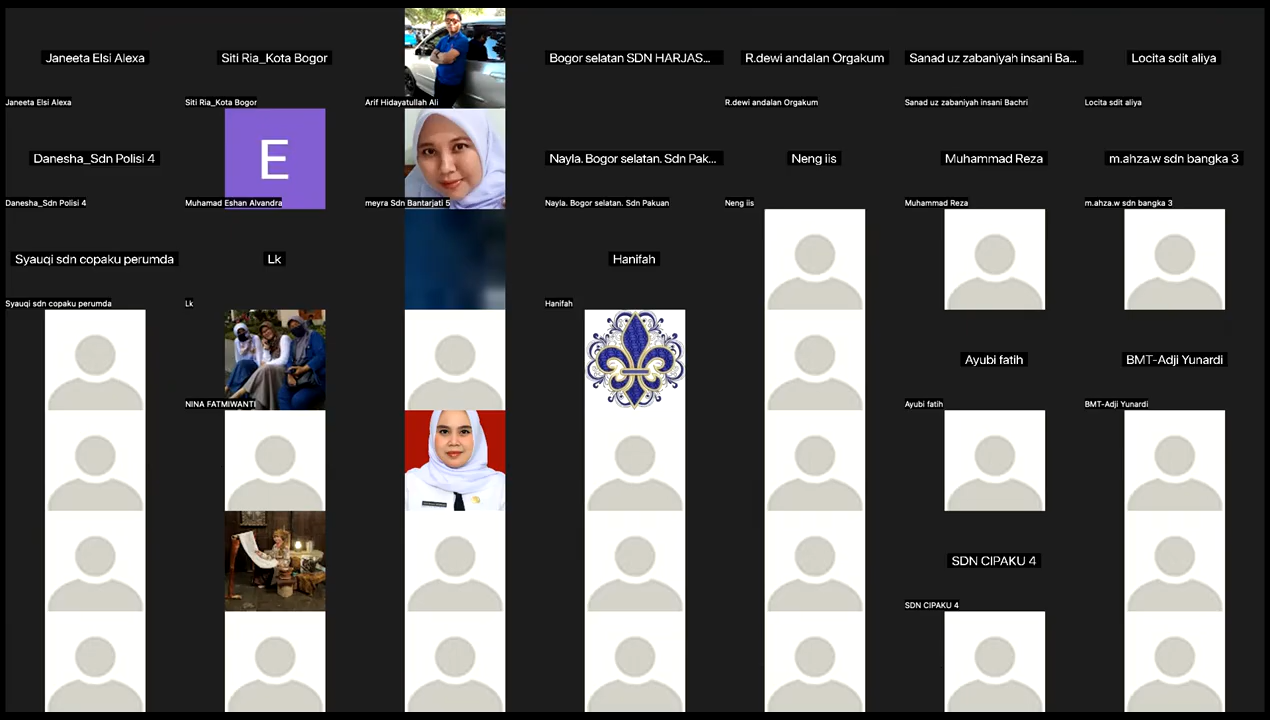 Janeeta Elsi Alexa
Siti Ria_Kota Bogor
Bogor selatan SDN HARJAS...
R.dewi andalan Orgakum
Sanad uz zabaniyah insani Ba...
Locita sdit aliya
Janeeta Elsi Alexa
Siti Ria_Kota Bogor
Arif Hidayatullah Ali
R.dewi andalan Orgakum
Sanad uz zabaniyah insani Bachri
Locita sdit aliya
Danesha_Sdn Polisi 4
E
Nayla. Bogor selatan. Sdn Pak...
Neng iis
Muhammad Reza
m.ahza.w sdn bangka 3
Danesha_Sdn Polisi 4
Muhamad Eshan Alvandra
meyra Sdn Bantarjati 5
Nayla. Bogor selatan. Sdn Pakuan
Neng iis
Muhammad Reza
m.ahza.w sdn bangka 3
Syauqi sdn copaku perumda
Lk
Hanifah
Syauqi sdn copaku perumda
Lk
Hanifah
Ayubi fatih
BMT-Adji Yunardi
NINA FATMIWANTI
Ayubi fatih
BMT-Adji Yunardi
SDN CIPAKU 4
SDN CIPAKU 4